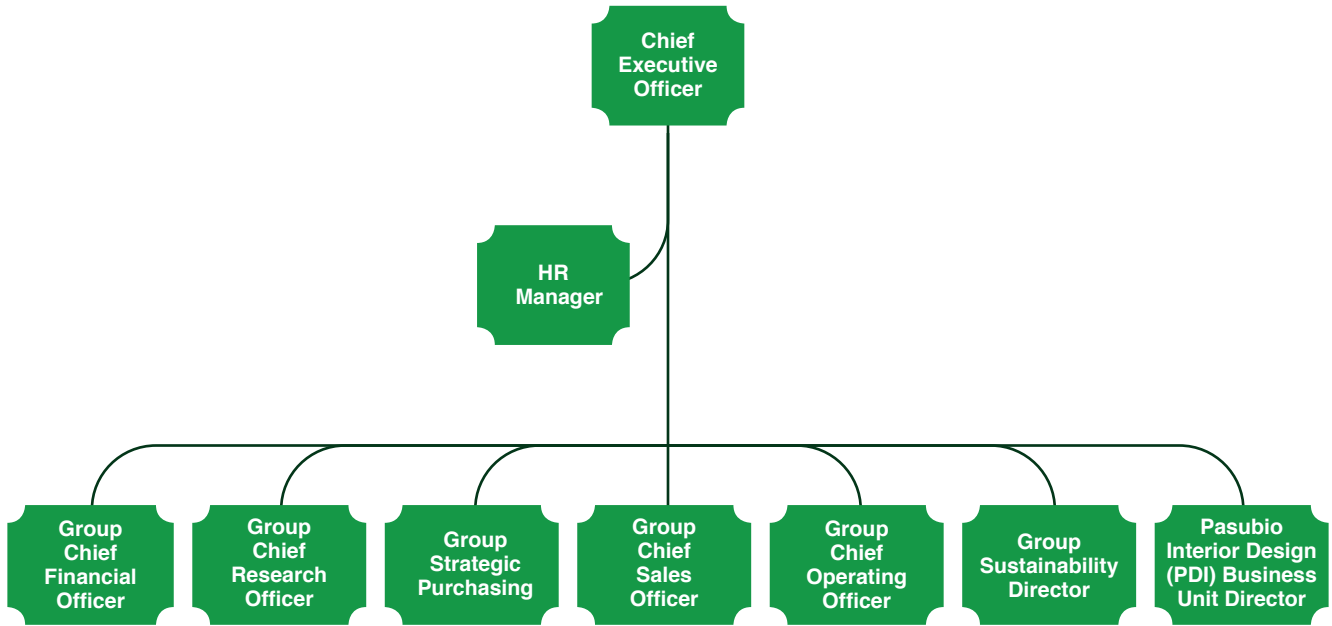 Chief
Executive
Officer
HR
Manager
Group
Chief
Financial
Officer
Group
Chief
Research
Officer
Group
Strategic
Purchasing
Group
Chief
Sales
Officer
Group
Chief
Operating
Officer
Group
Sustainability
Director
Pasubio
Interior Design
(PDI) Business
Unit Director